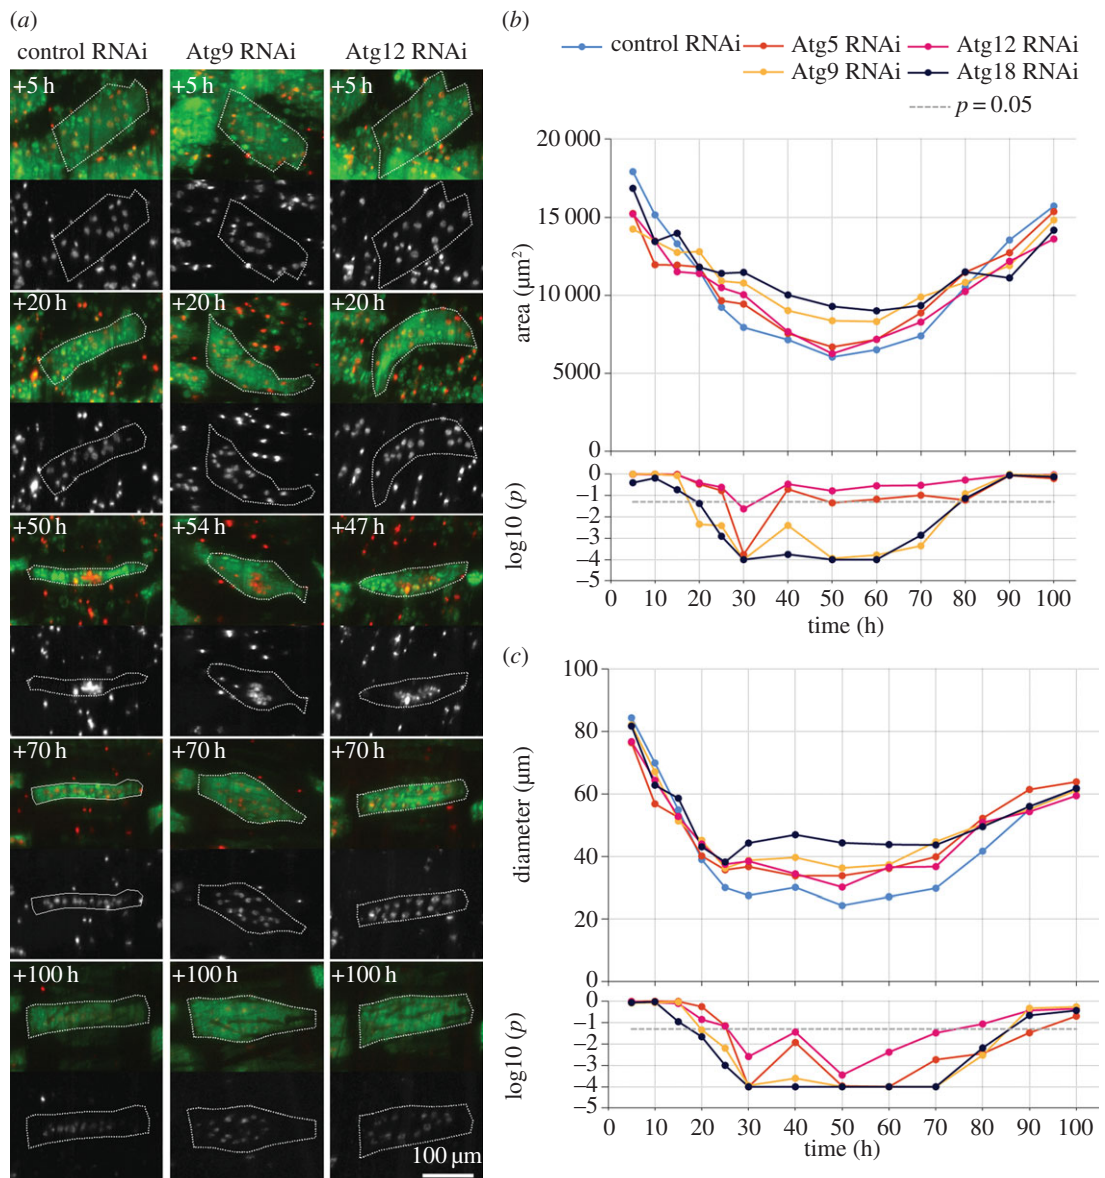 (a)
control RNAi Atg9 RNAi Atg12 RNAi
+5 h +5 h +5 h
+20 h +20 h +20 h
+50 h +54 h +47 h
+70 h +70 h +70 h
+100 h +100 h +100 h
100 µm
(b)
control RNAi Atg5 RNAi Atg12 RNAi
Atg9 RNAi Atg18 RNAi
p = 0.05
20 000
15 000
10 000
5000
0
area (µm²)
0
−1
−2
−3
−4
−5
log10 (p)
0 10 20 30 40 50 60 70 80 90 100
time (h)
(c)
100
80
60
40
20
0
diameter (µm)
0
−1
−2
−3
−4
−5
log10 (p)
0 10 20 30 40 50 60 70 80 90 100
time (h)